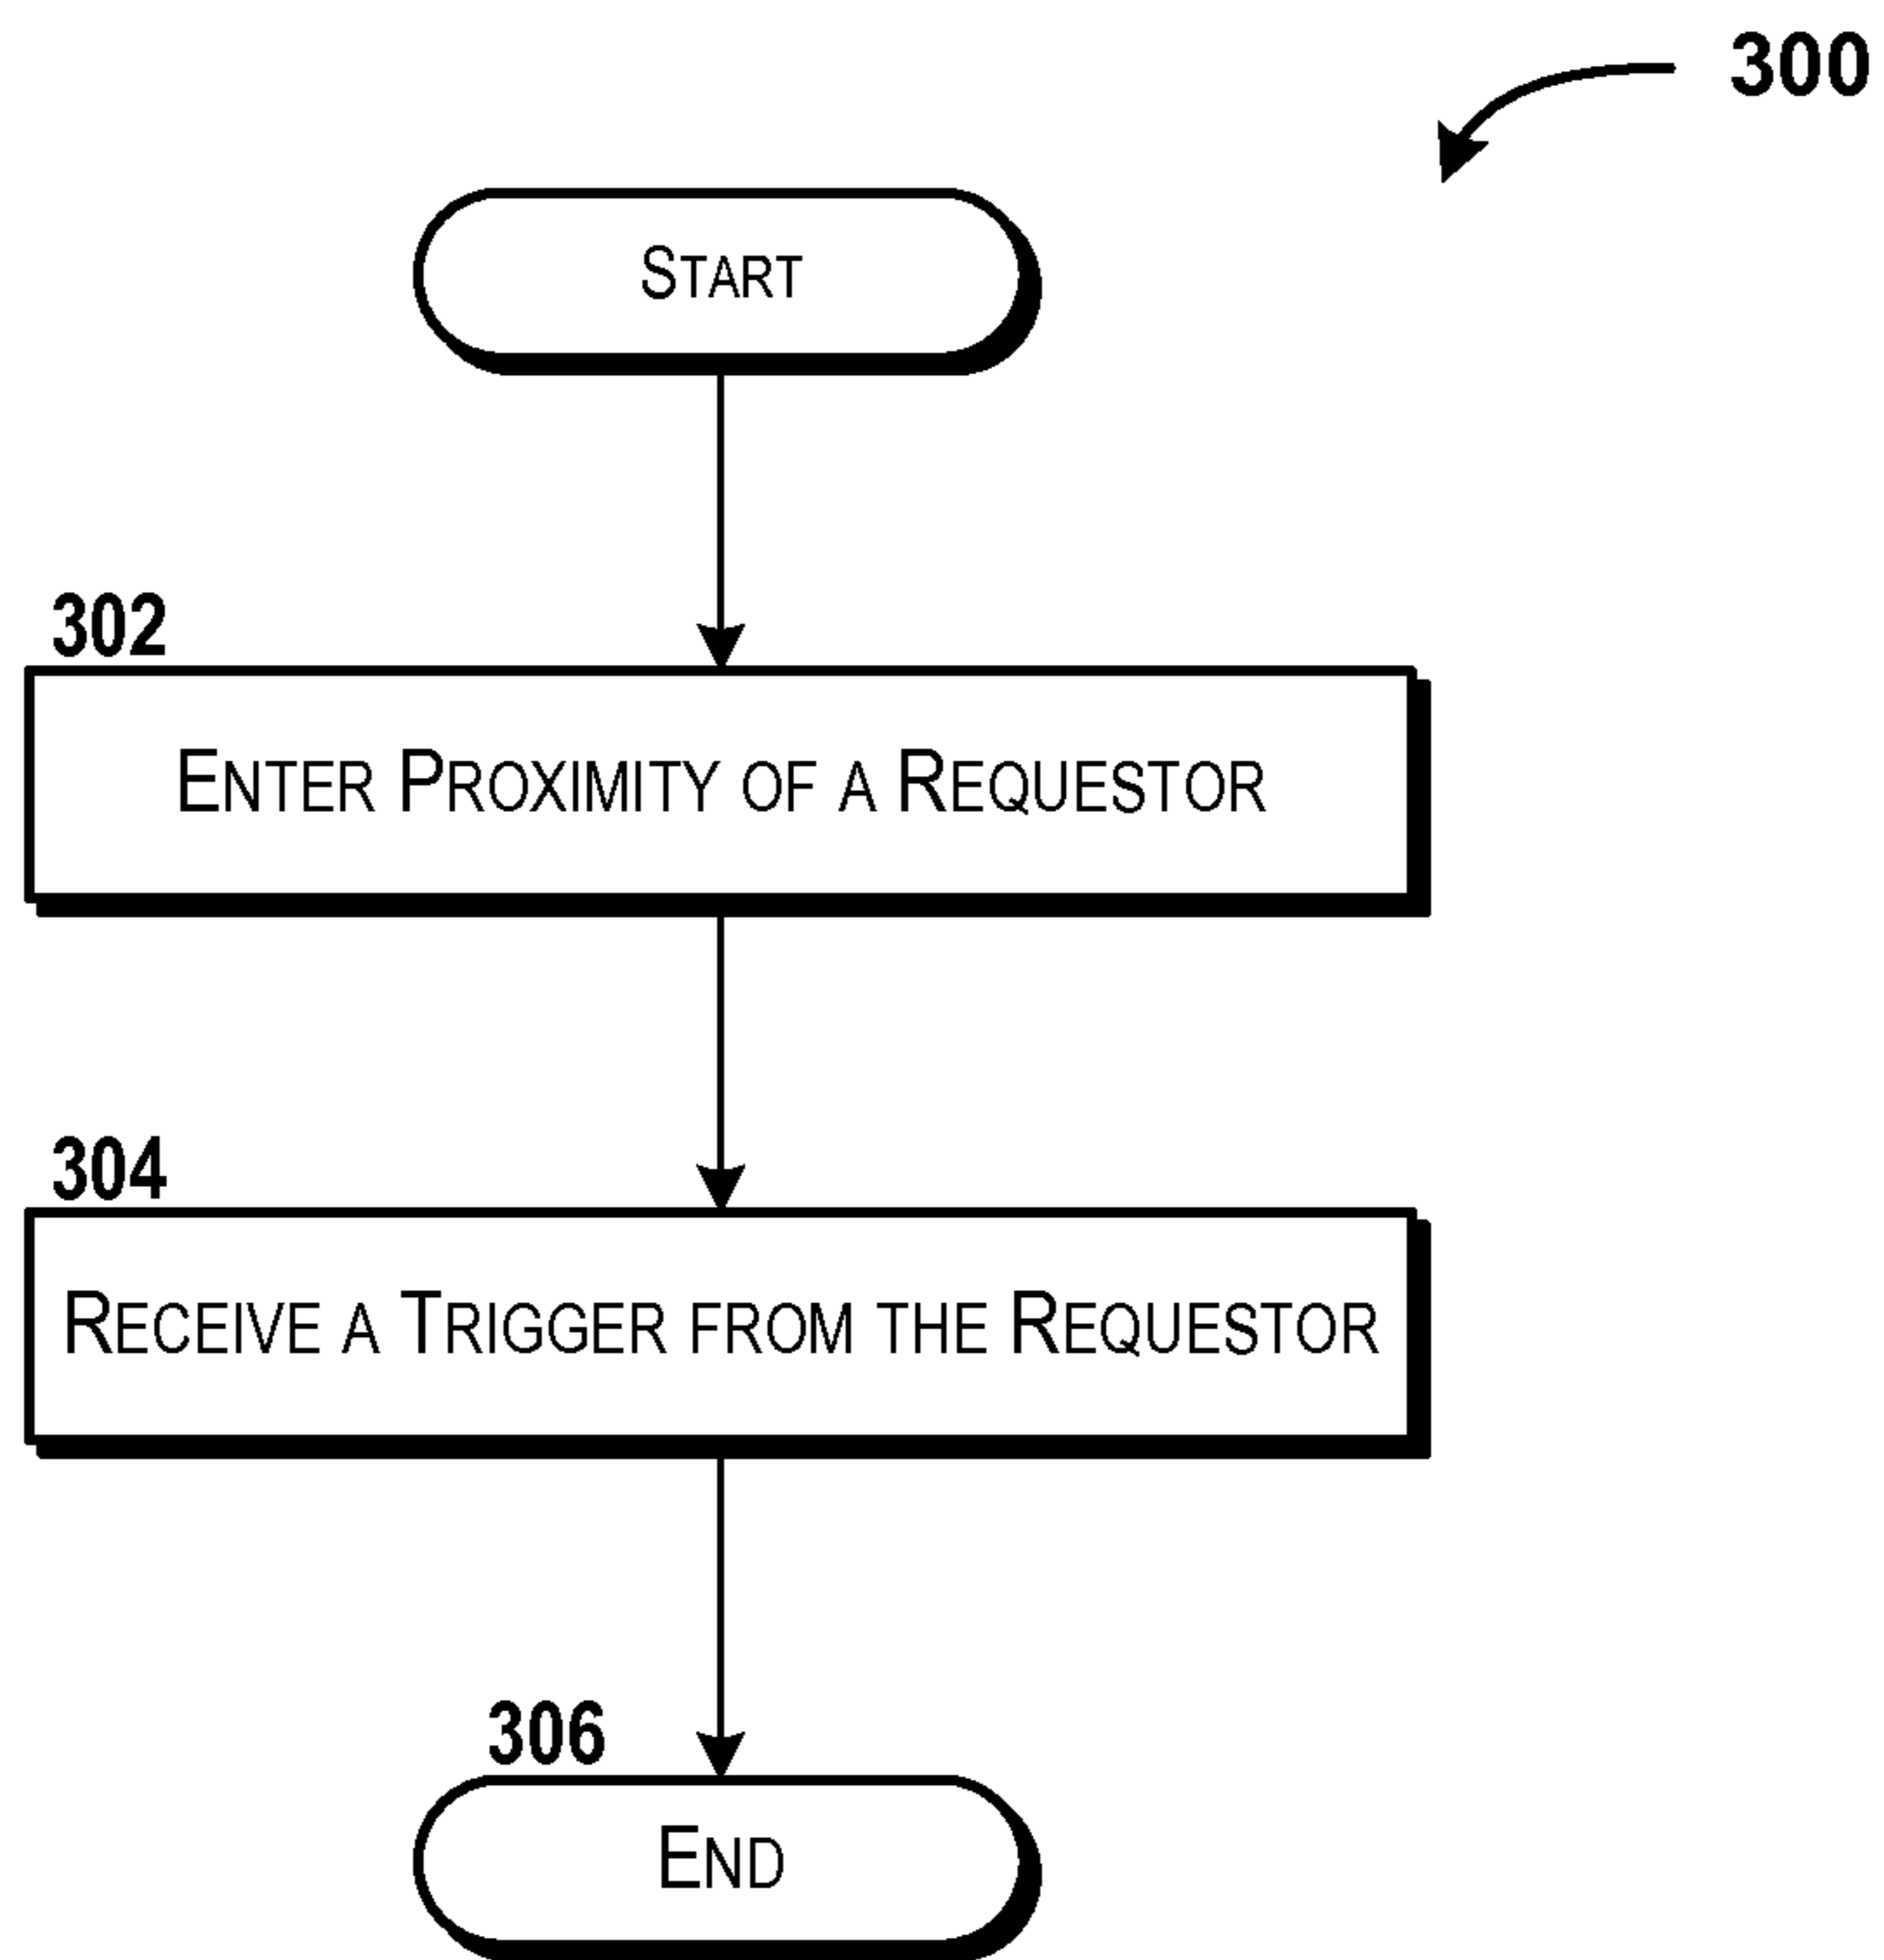 300
START
302
ENTER PROXIMITY OF A REQUESTOR
304
RECEIVE A TRIGGER FROM THE REQUESTOR
306
END